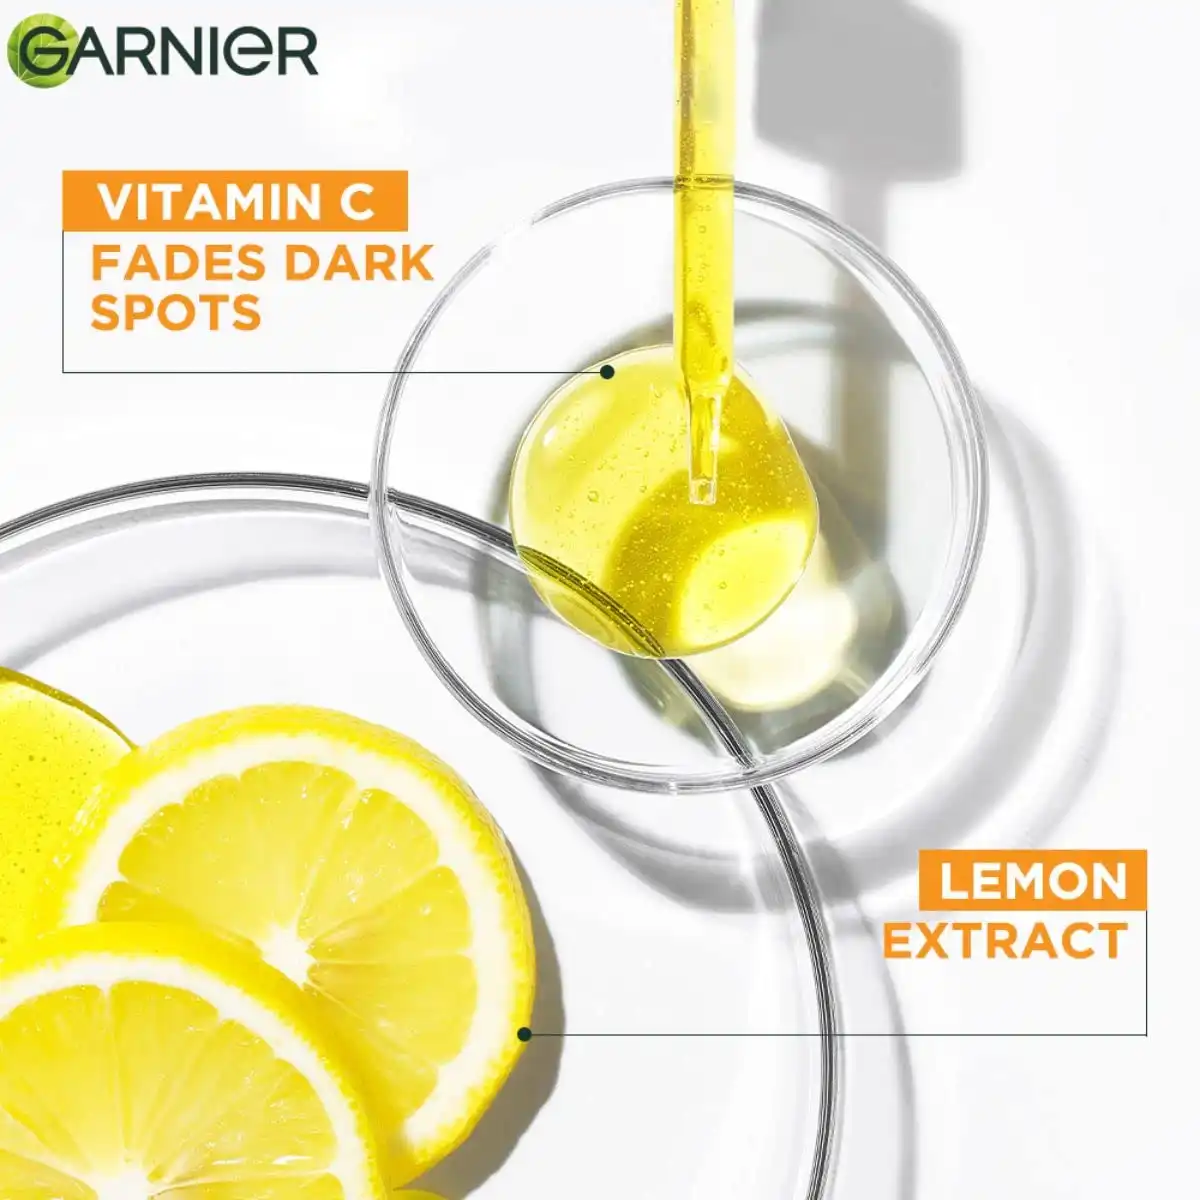 GARNIER
VITAMIN C
FADES DARK
SPOTS
LEMON
EXTRACT